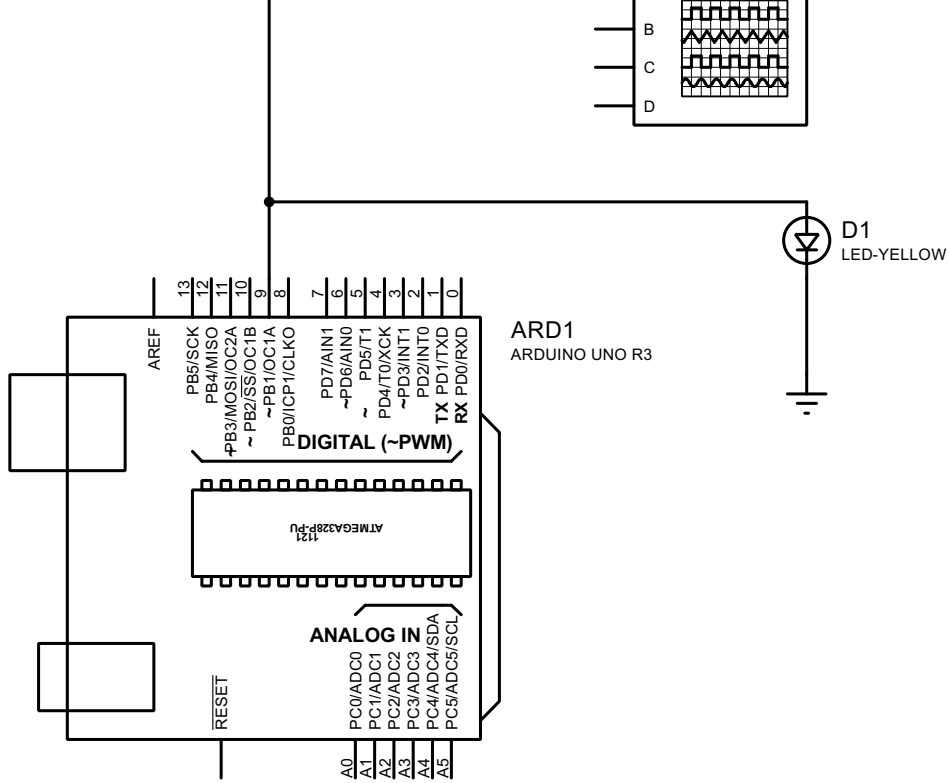 B
C
D
D1
LED-YELLOW
ARD1
ARDUINO UNO R3
AREF
13
PB5/SCK
12
PB4/MISO
11
~PB3/MOSI/OC2A
10
~ PB2/SS/OC1B
9
~PB1/OC1A
8
PB0/ICP1/CLKO
7
PD7/AIN1
6
~PD6/AIN0
5
~ PD5/T1
4
PD4/T0/XCK
3
~PD3/INT1
2
PD2/INT0
1
TX PD1/TXD
0
RX PD0/RXD
DIGITAL (~PWM)
ATMEGA328P-PU
1121
ANALOG IN
RESET
PC0/ADC0
PC1/ADC1
PC2/ADC2
PC3/ADC3
PC4/ADC4/SDA
PC5/ADC5/SCL
A0
A1
A2
A3
A4
A5